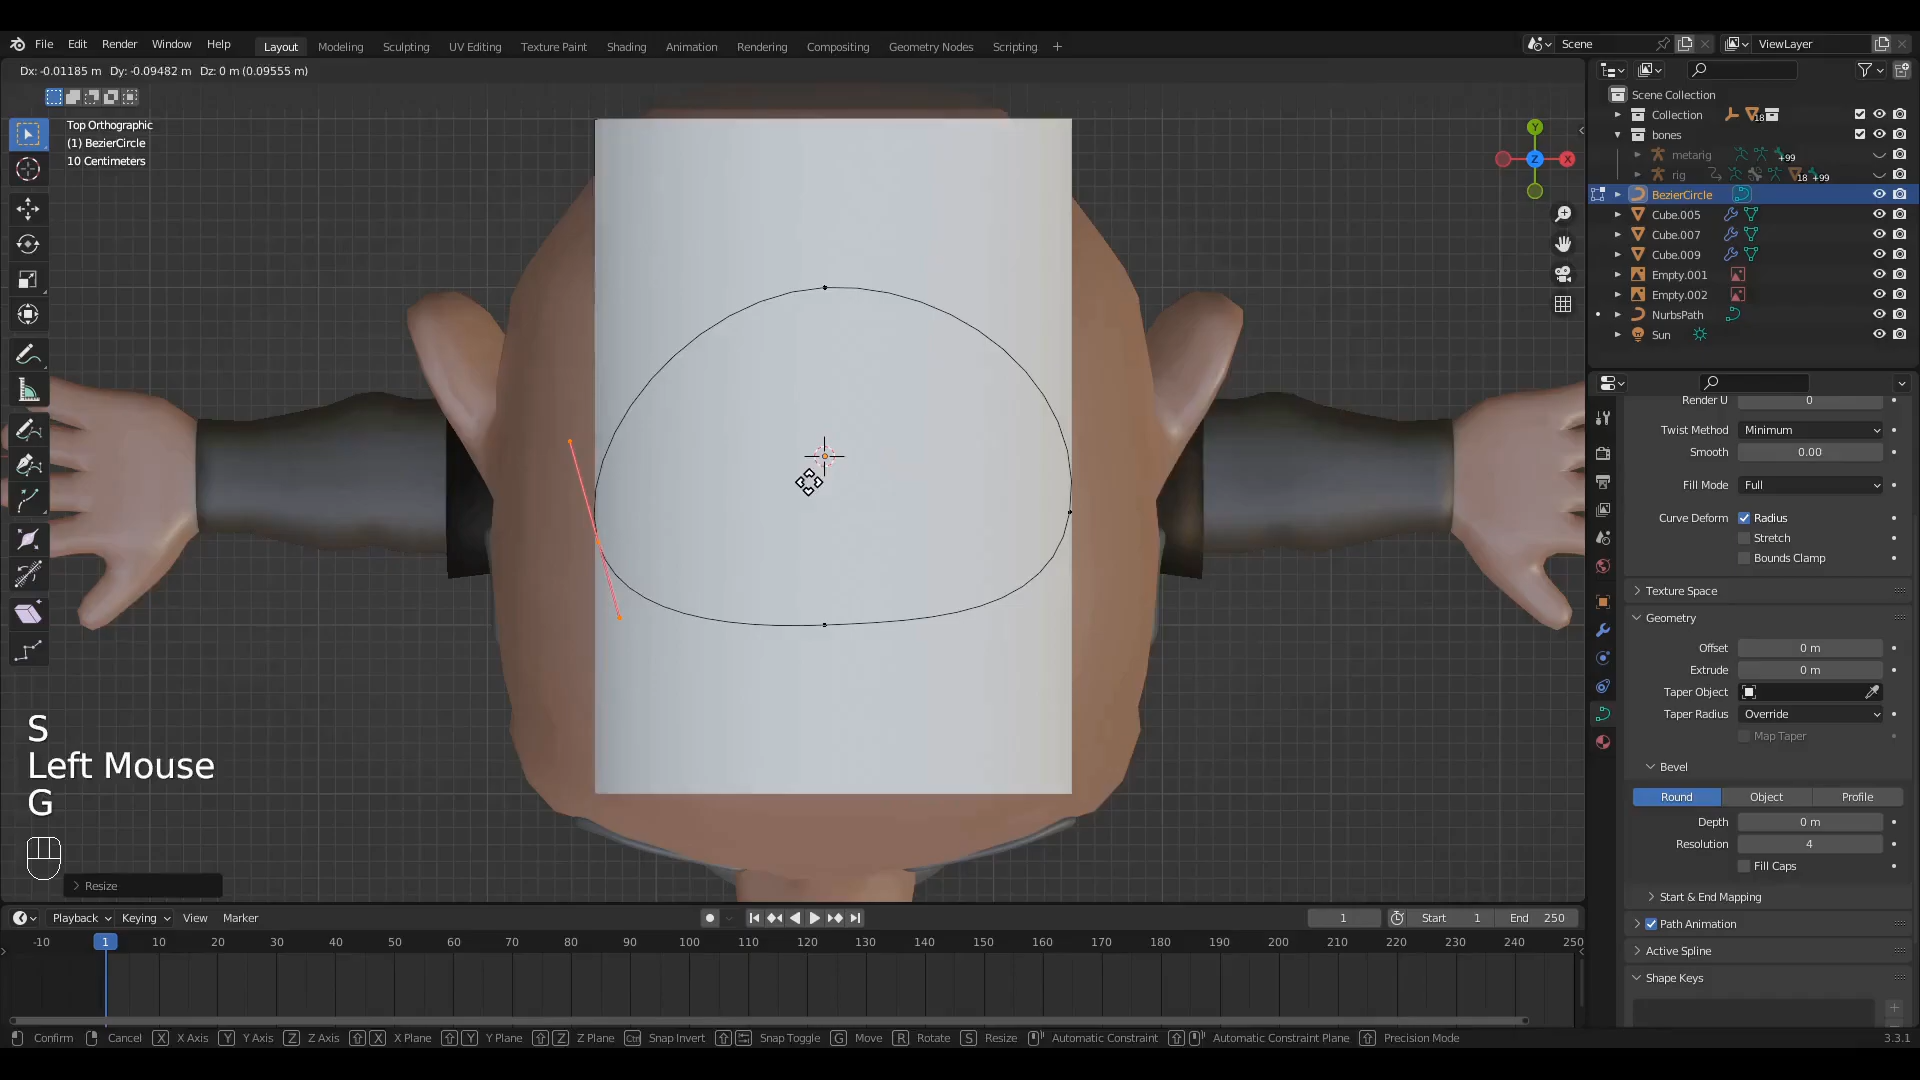 File Edit Render Window Help Layout Modeling Sculpting UV Editing Texture Paint Shading Animation Rendering Compositing Geometry Nodes Scripting + Scene ViewLayer
Dx: -0.01185 m Dy: -0.09482 m Dz: 0 m (0.09555 m)
Top Orthographic
(1) BezierCircle
10 Centimeters
Y
X
Z
Scene Collection
Collection 18
bones
metarig +99
rig 18 +99
BezierCircle
Cube.005
Cube.007
Cube.009
Empty.001
Empty.002
NurbsPath
Sun
Render U 0
Twist Method Minimum
Smooth 0.00
Fill Mode Full
Curve Deform Radius
Stretch
Bounds Clamp
Texture Space
Geometry
Offset 0 m
Extrude 0 m
Taper Object
Taper Radius Override
Map Taper
Bevel
Round Object Profile
Depth 0 m
Resolution 4
Fill Caps
Start & End Mapping
Path Animation
Active Spline
Shape Keys
S
Left Mouse
G
Resize
Playback Keying View Marker 1 Start 1 End 250
-10 1 10 20 30 40 50 60 70 80 90 100 110 120 130 140 150 160 170 180 190 200 210 220 230 240 250
Confirm Cancel X X Axis Y Y Axis Z Z Axis X X Plane Y Y Plane Z Z Plane Ctrl Snap Invert Snap Toggle G Move R Rotate S Resize Automatic Constraint Automatic Constraint Plane Precision Mode 3.3.1